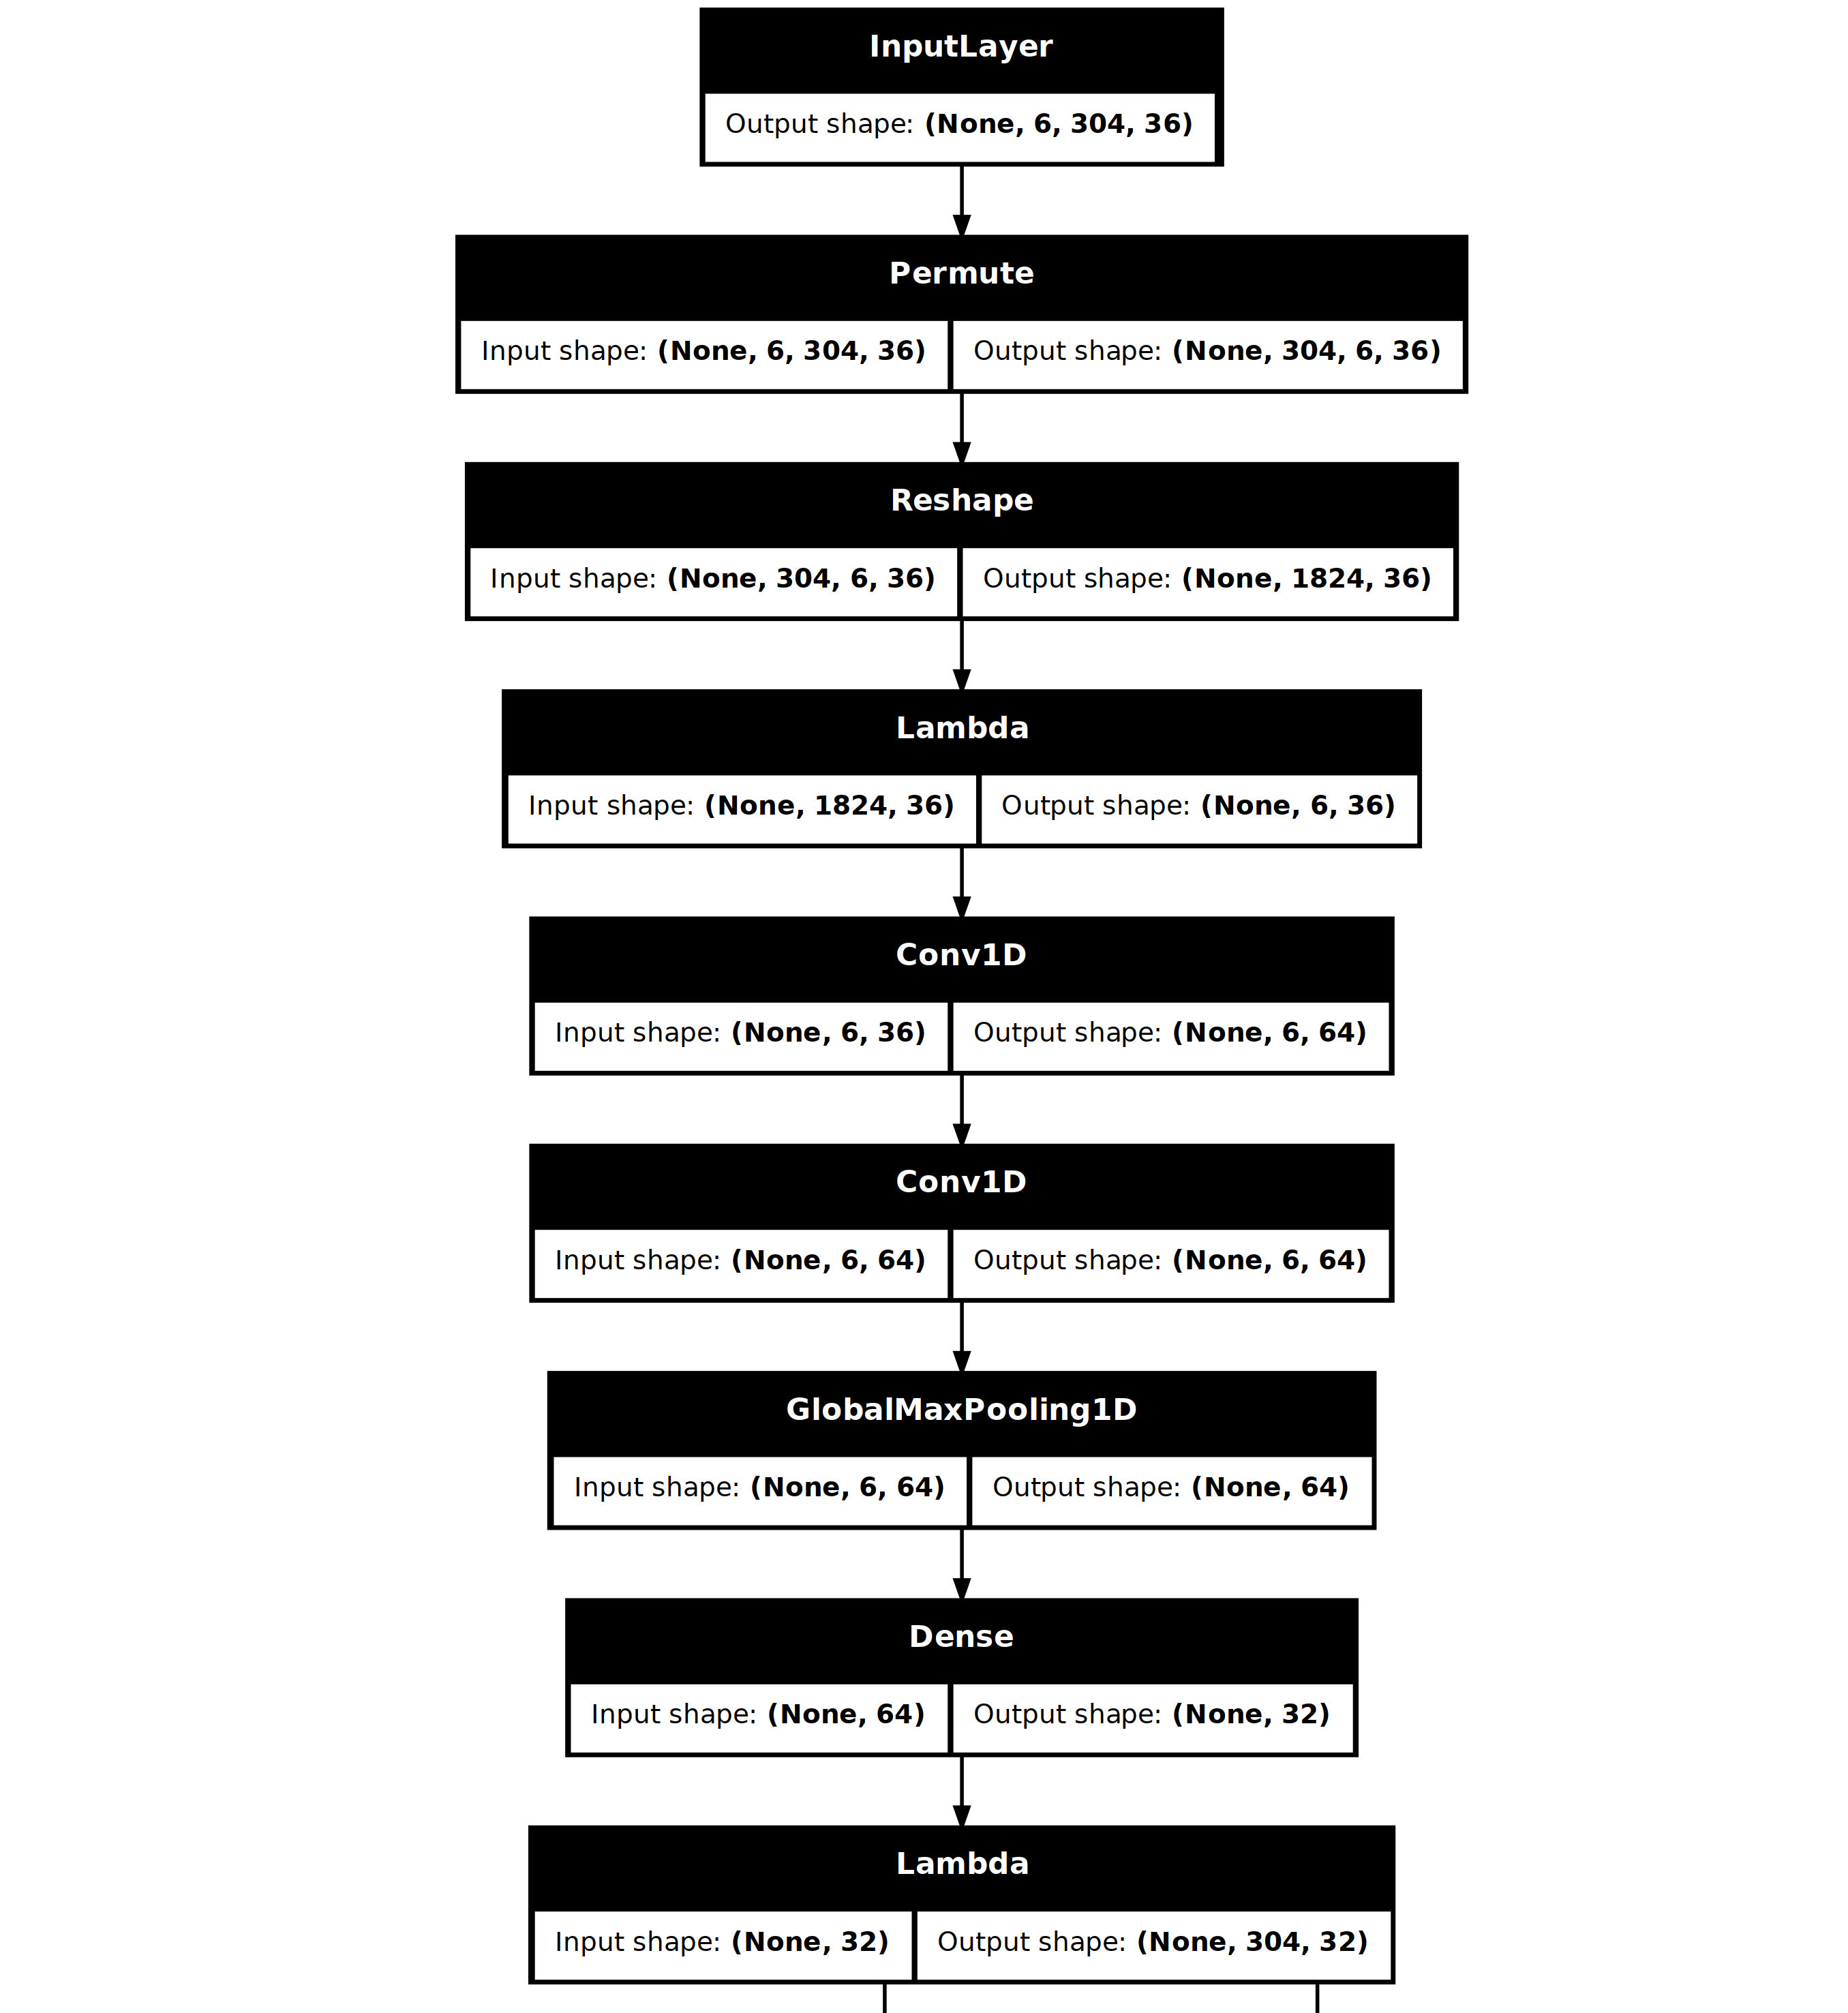 InputLayer
Output shape: (None, 6, 304, 36)
Permute
Input shape: (None, 6, 304, 36) Output shape: (None, 304, 6, 36)
Reshape
Input shape: (None, 304, 6, 36) Output shape: (None, 1824, 36)
Lambda
Input shape: (None, 1824, 36) Output shape: (None, 6, 36)
Conv1D
Input shape: (None, 6, 36) Output shape: (None, 6, 64)
Conv1D
Input shape: (None, 6, 64) Output shape: (None, 6, 64)
GlobalMaxPooling1D
Input shape: (None, 6, 64) Output shape: (None, 64)
Dense
Input shape: (None, 64) Output shape: (None, 32)
Lambda
Input shape: (None, 32) Output shape: (None, 304, 32)